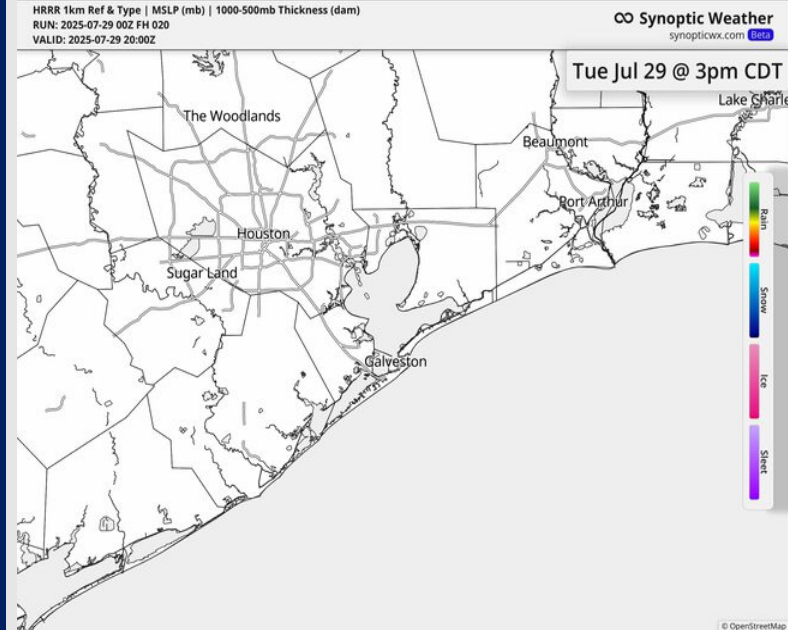 HRRR 1km Ref & Type | MSLP (mb) | 1000-500mb Thickness (dam)
RUN: 2025-07-29 00Z FH 020
VALID: 2025-07-29 20:00Z
Synoptic Weather
synopticwx.com Beta
Tue Jul 29 @ 3pm CDT
Lake Charle
The Woodlands
Beaumont
Port Arthur
Houston
Sugar Land
Galveston
Rain
Snow
Ice
Sleet
© OpenStreetMap